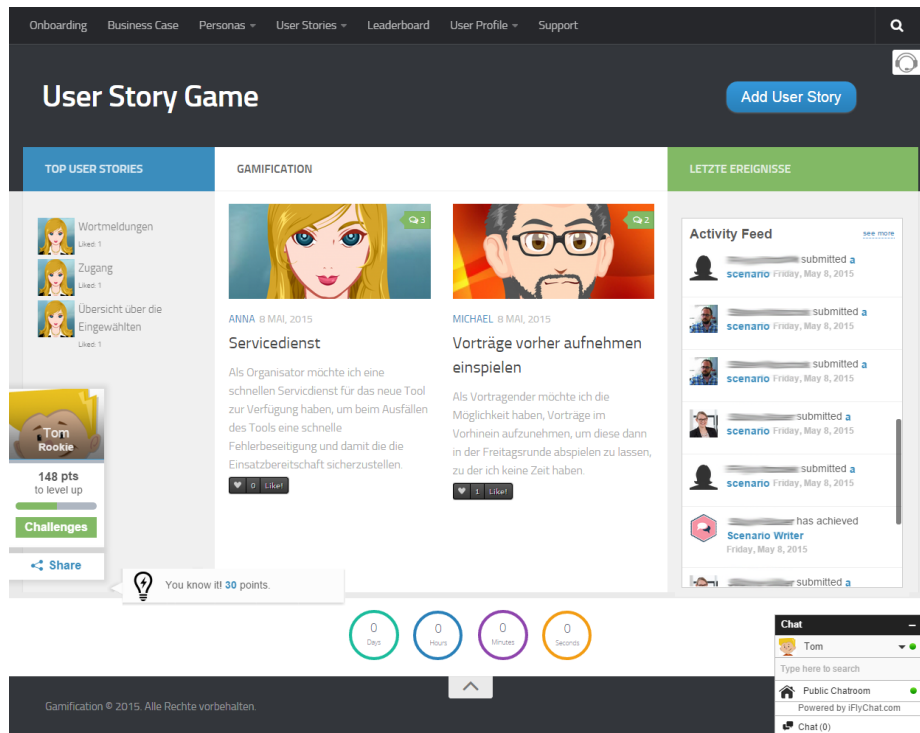 Onboarding Business Case Personas User Stories Leaderboard User Profile Support
User Story Game
Add User Story
TOP USER STORIES
Wortmeldungen
Liked: 1
Zugang
Liked: 1
Übersicht über die
Eingewählten
Liked: 1
Tom
Rookie
148 pts
to level up
Challenges
Share
You know it! 30 points.
GAMIFICATION
3
ANNA 8 MAI, 2015
Servicedienst
Als Organisator möchte ich eine
schnellen Servicdienst für das neue Tool
zur Verfügung haben, um beim Ausfällen
des Tools eine schnelle
Fehlerbeseitigung und damit die die
Einsatzbereitschaft sicherzustellen.
0 Like!
2
MICHAEL 8 MAI, 2015
Vorträge vorher aufnehmen
einspielen
Als Vortragender möchte ich die
Möglichkeit haben, Vorträge im
Vorhinein aufzunehmen, um diese dann
in der Freitagsrunde abspielen zu lassen,
zu der ich keine Zeit haben.
1 Like!
LETZTE EREIGNISSE
Activity Feed see more
submitted a
scenario Friday, May 8, 2015
submitted a
scenario Friday, May 8, 2015
submitted a
scenario Friday, May 8, 2015
submitted a
scenario Friday, May 8, 2015
submitted a
scenario Friday, May 8, 2015
has achieved
Scenario Writer
Friday, May 8, 2015
submitted a
0 Days
0 Hours
0 Minutes
0 Seconds
Gamification © 2015. Alle Rechte vorbehalten.
Chat
Tom
Type here to search
Public Chatroom
Powered by iFlyChat.com
Chat (0)